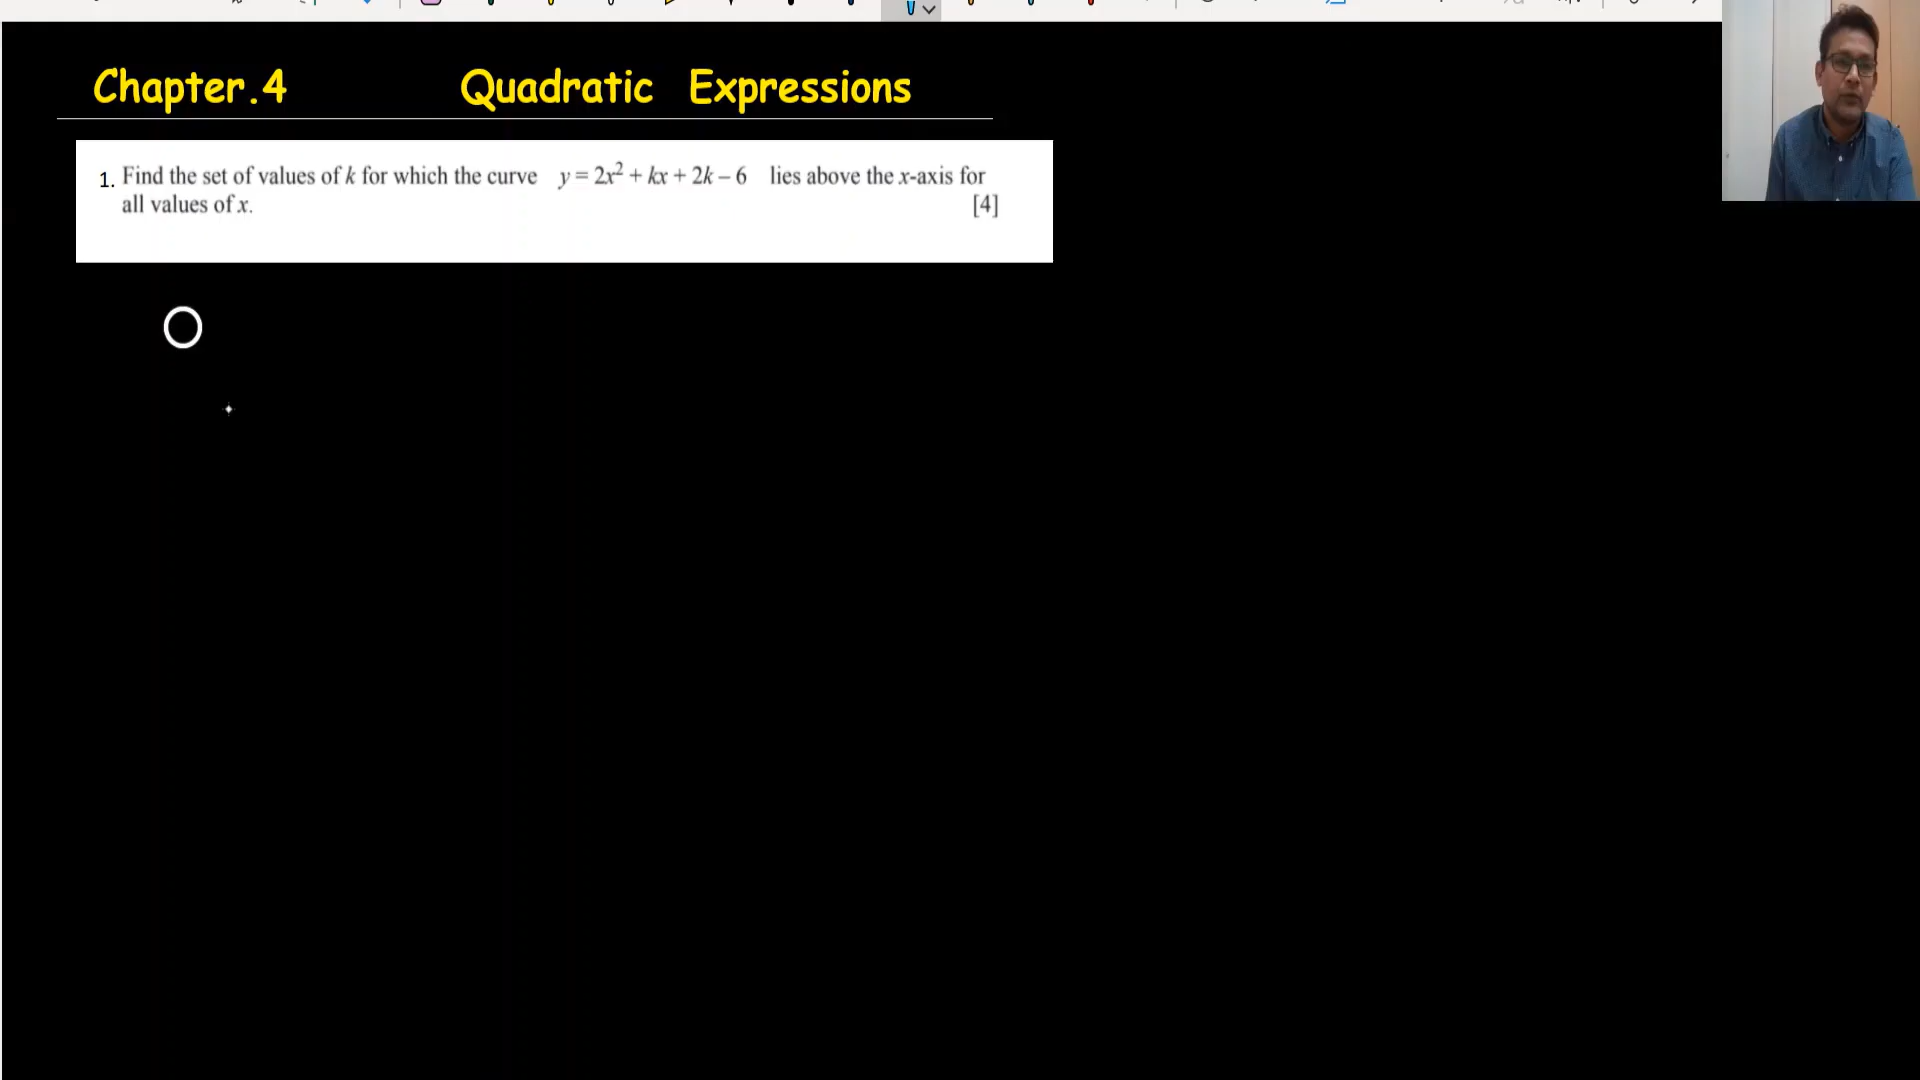 Chapter.4 Quadratic Expressions
1. Find the set of values of k for which the curve y = 2x² + kx + 2k – 6 lies above the x-axis for
all values of x. [4]